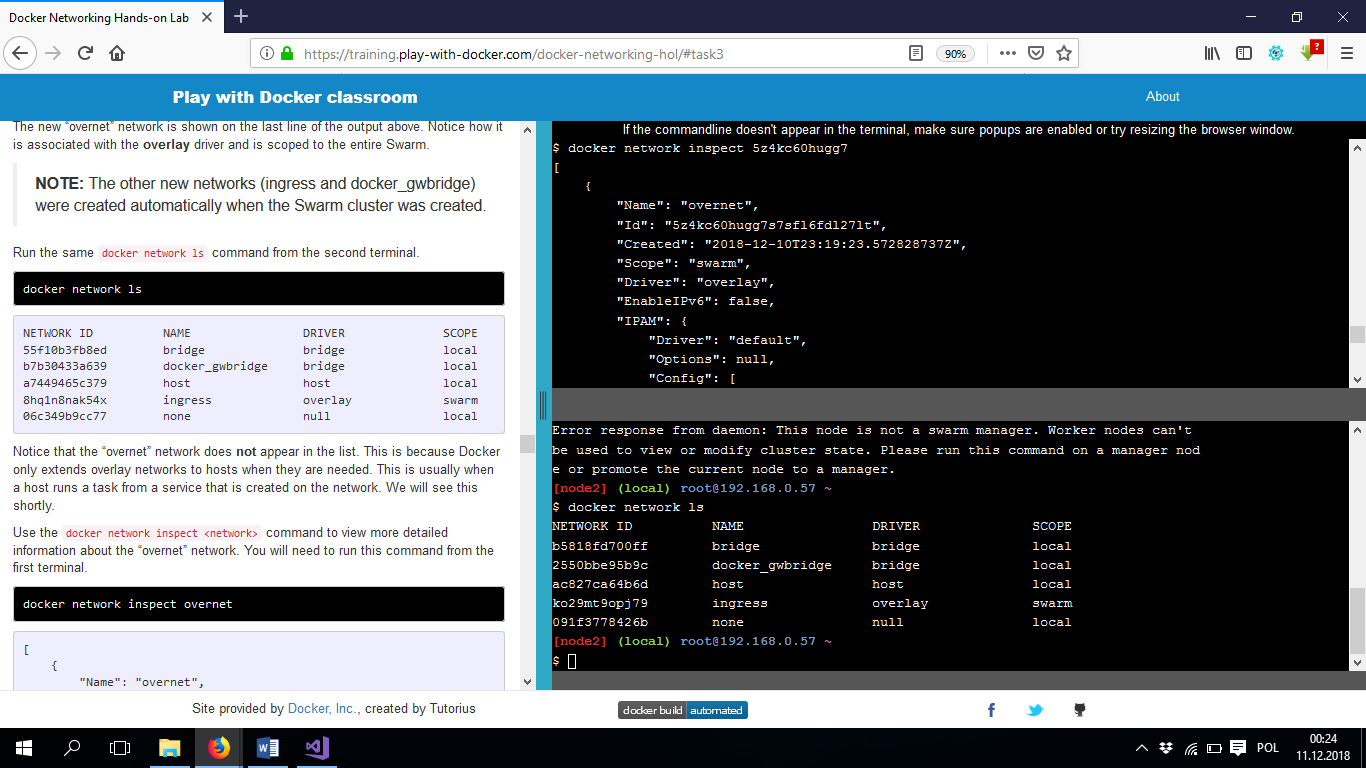 Docker Networking Hands-on Lab
https://training.play-with-docker.com/docker-networking-hol/#task3
90%
?
Play with Docker classroom
About
The new “overnet” network is shown on the last line of the output above. Notice how it
is associated with the overlay driver and is scoped to the entire Swarm.
NOTE: The other new networks (ingress and docker_gwbridge)
were created automatically when the Swarm cluster was created.
Run the same docker network ls command from the second terminal.
docker network ls
NETWORK ID NAME DRIVER SCOPE
55f10b3fb8ed bridge bridge local
b7b30433a639 docker_gwbridge bridge local
a7449465c379 host host local
8hq1n8nak54x ingress overlay swarm
06c349b9cc77 none null local
Notice that the “overnet” network does not appear in the list. This is because Docker
only extends overlay networks to hosts when they are needed. This is usually when
a host runs a task from a service that is created on the network. We will see this
shortly.
Use the docker network inspect <network> command to view more detailed
information about the “overnet” network. You will need to run this command from the
first terminal.
docker network inspect overnet
[
{
"Name": "overnet",
If the commandline doesn't appear in the terminal, make sure popups are enabled or try resizing the browser window.
$ docker network inspect 5z4kc60hugg7
[
{
"Name": "overnet",
"Id": "5z4kc60hugg7s7sfl6fdl27lt",
"Created": "2018-12-10T23:19:23.572828737Z",
"Scope": "swarm",
"Driver": "overlay",
"EnableIPv6": false,
"IPAM": {
"Driver": "default",
"Options": null,
"Config": [
Error response from daemon: This node is not a swarm manager. Worker nodes can't
be used to view or modify cluster state. Please run this command on a manager nod
e or promote the current node to a manager.
[node2] (local) root@192.168.0.57 ~
$ docker network ls
NETWORK ID NAME DRIVER SCOPE
b5818fd700ff bridge bridge local
2550bbe95b9c docker_gwbridge bridge local
ac827ca64b6d host host local
ko29mt9opj79 ingress overlay swarm
091f3778426b none null local
[node2] (local) root@192.168.0.57 ~
$
Site provided by Docker, Inc., created by Tutorius
docker build automated
POL
00:24
11.12.2018